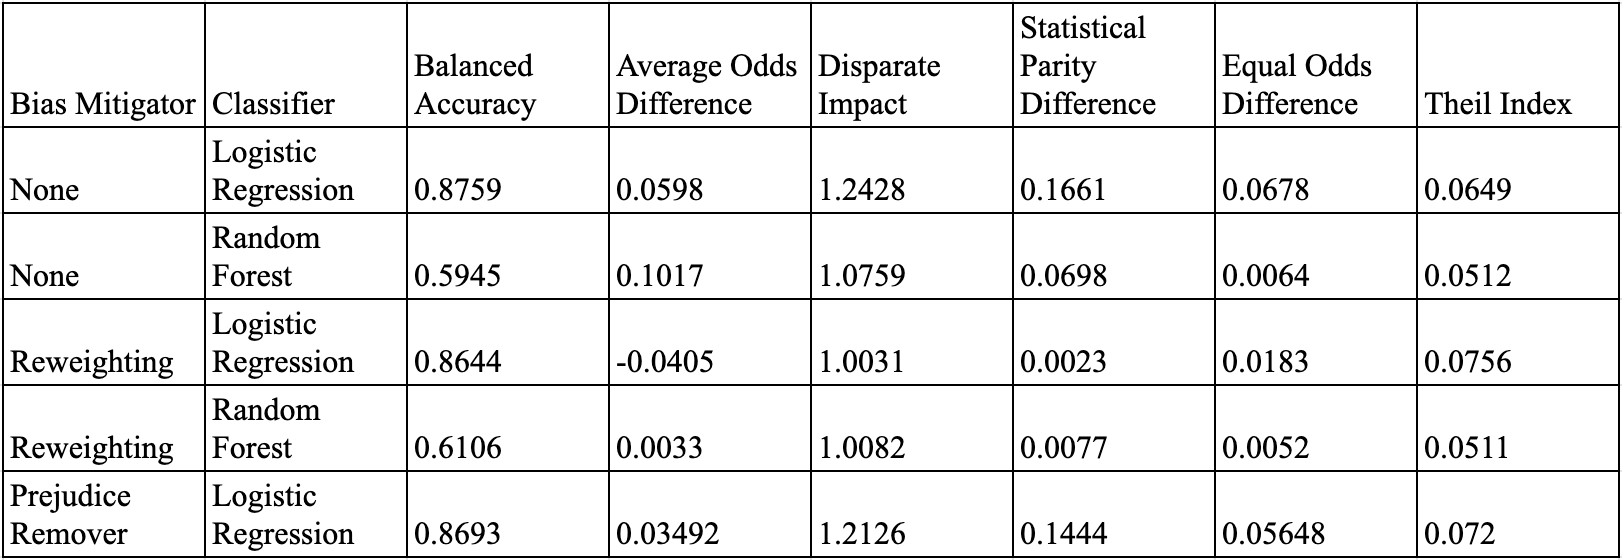 Bias Mitigator Classifier Balanced Accuracy Average Odds Difference Disparate Impact Statistical Parity Difference Equal Odds Difference Theil Index
None Logistic Regression 0.8759 0.0598 1.2428 0.1661 0.0678 0.0649
None Random Forest 0.5945 0.1017 1.0759 0.0698 0.0064 0.0512
Reweighting Logistic Regression 0.8644 -0.0405 1.0031 0.0023 0.0183 0.0756
Reweighting Random Forest 0.6106 0.0033 1.0082 0.0077 0.0052 0.0511
Prejudice Remover Logistic Regression 0.8693 0.03492 1.2126 0.1444 0.05648 0.072